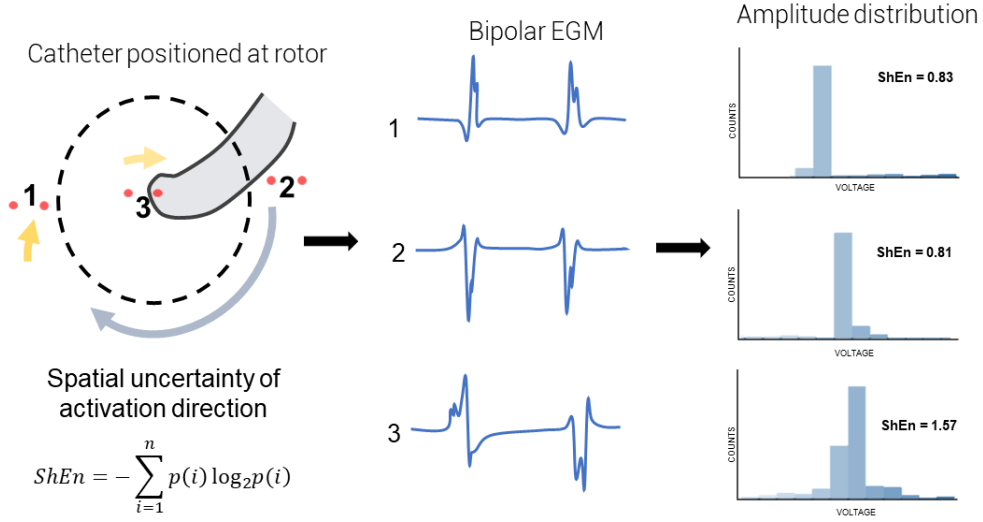 Catheter positioned at rotor
1
2
3
Spatial uncertainty of
activation direction
ShEn = -∑ⁿᵢ₌₁ p(i) log₂p(i)
Bipolar EGM
1
2
3
Amplitude distribution
ShEn = 0.83
COUNTS
VOLTAGE
ShEn = 0.81
COUNTS
VOLTAGE
ShEn = 1.57
COUNTS
VOLTAGE